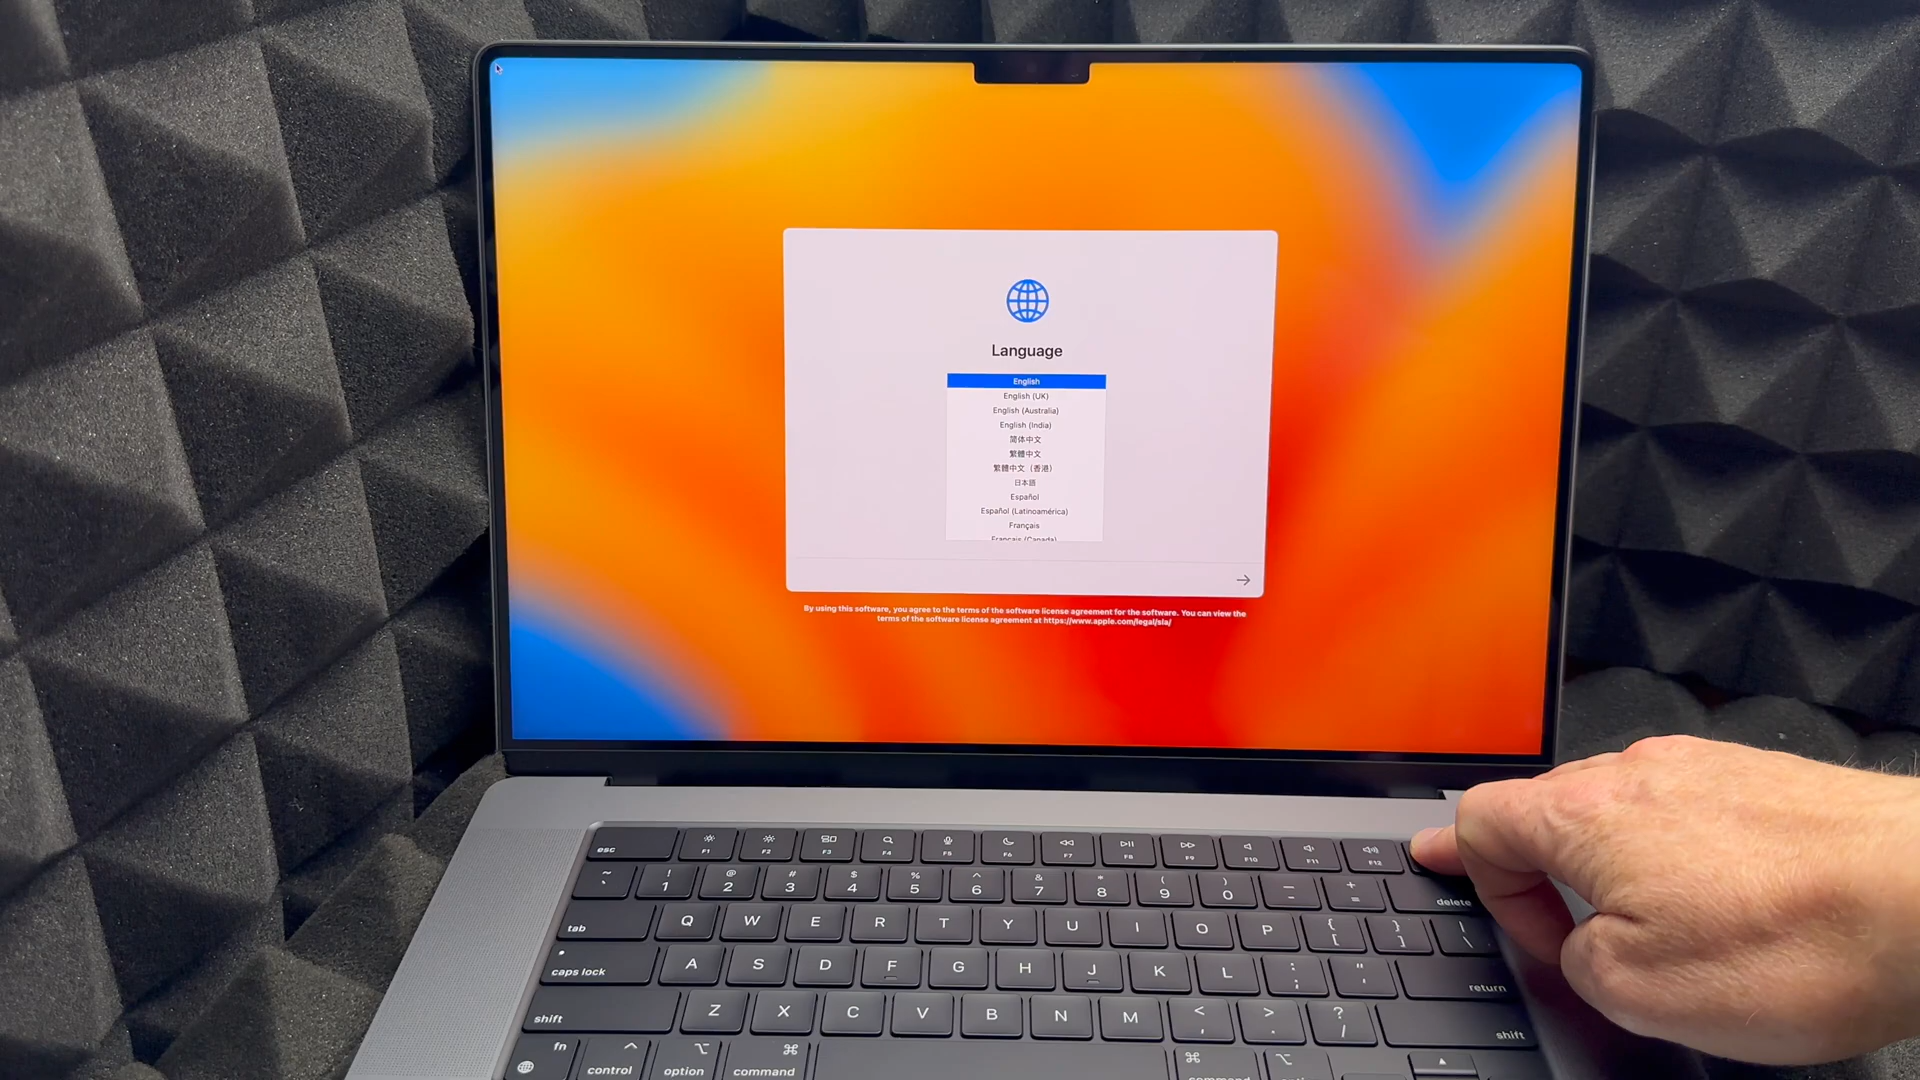 Language
English
English (UK)
English (Australia)
English (India)
简体中文
繁體中文
繁體中文（香港）
日本語
Español
Español (Latinoamérica)
Français
Français (Canada)
→
By using this software, you agree to the terms of the software license agreement for the software. You can view the
terms of the software license agreement at https://www.apple.com/legal/sla/
esc F1 F2 F3 F4 F5 F6 F7 F8 F9 F10 F11 F12
~ ! @ # $ % ^ & * ( ) _ +
` 1 2 3 4 5 6 7 8 9 0 - = delete
tab Q W E R T Y U I O P { [ } ] | \
caps lock A S D F G H J K L : ; " ' return
shift Z X C V B N M < , > . ? / shift
fn ^ ⌥ ⌘ ⌘ ⌥ ▲
control option command command